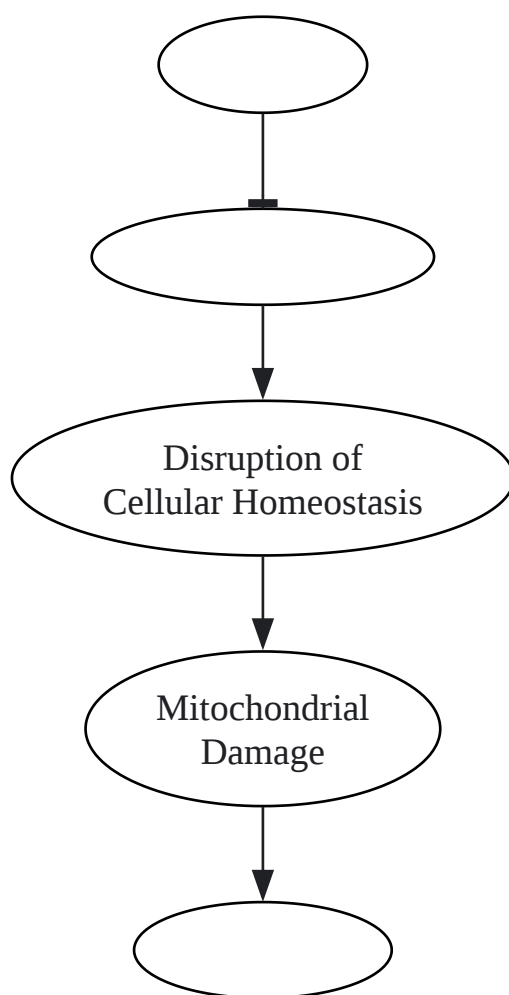 Disruption of
Cellular Homeostasis
Mitochondrial
Damage